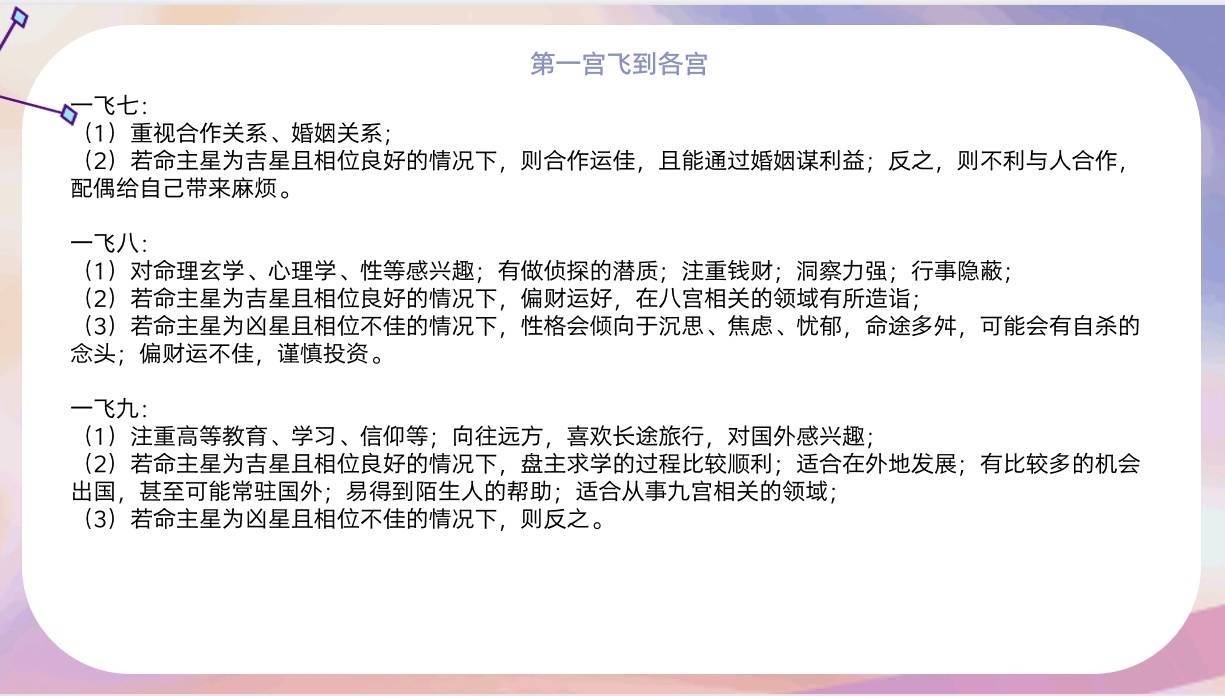 第一宫飞到各宫
一飞七：
（1）重视合作关系、婚姻关系；
（2）若命主星为吉星且相位良好的情况下，则合作运佳，且能通过婚姻谋利益；反之，则不利与人合作，
配偶给自己带来麻烦。
一飞八：
（1）对命理玄学、心理学、性等感兴趣；有做侦探的潜质；注重钱财；洞察力强；行事隐蔽；
（2）若命主星为吉星且相位良好的情况下，偏财运好，在八宫相关的领域有所造诣；
（3）若命主星为凶星且相位不佳的情况下，性格会倾向于沉思、焦虑、忧郁，命途多舛，可能会有自杀的
念头；偏财运不佳，谨慎投资。
一飞九：
（1）注重高等教育、学习、信仰等；向往远方，喜欢长途旅行，对国外感兴趣；
（2）若命主星为吉星且相位良好的情况下，盘主求学的过程比较顺利；适合在外地发展；有比较多的机会
出国，甚至可能常驻国外；易得到陌生人的帮助；适合从事九宫相关的领域；
（3）若命主星为凶星且相位不佳的情况下，则反之。